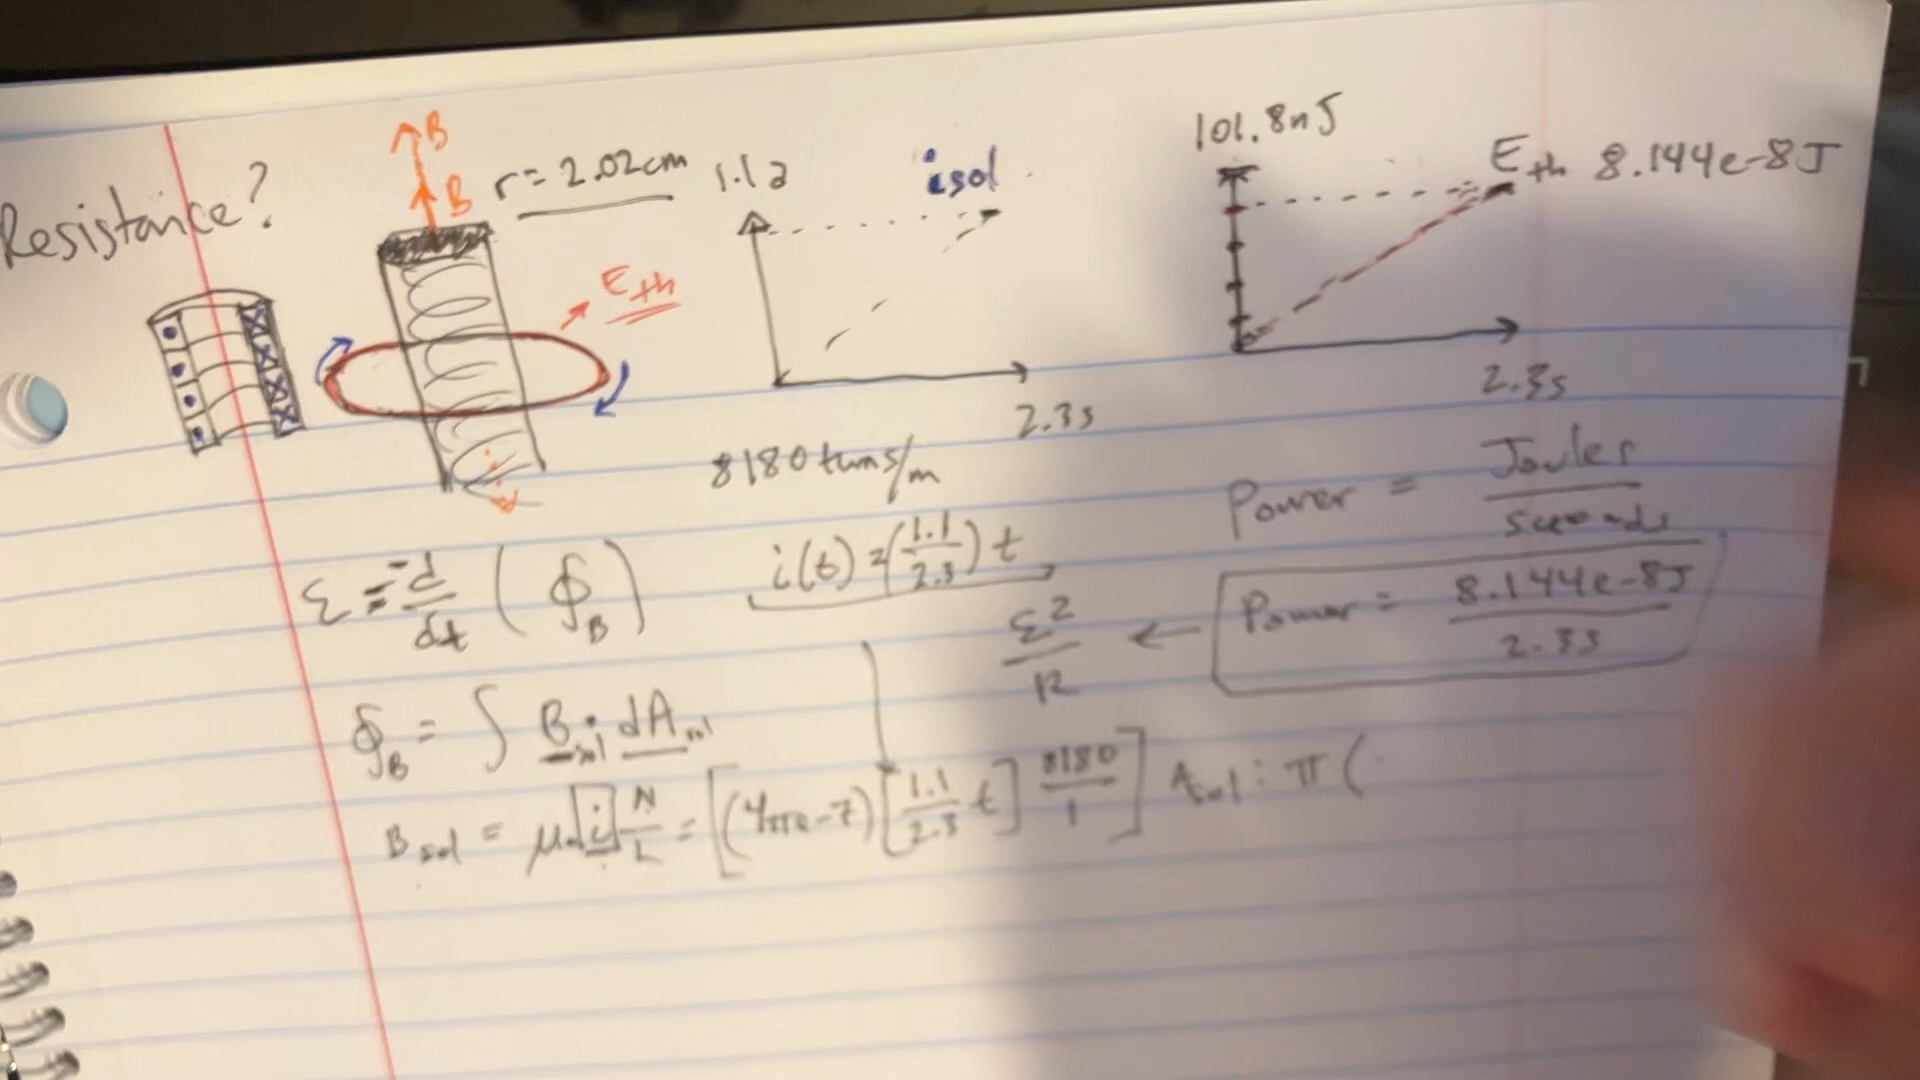 Resistance?
B
B
r = 2.02cm
Eth
1.1a
isol
2.3s
8180 turns/m
101.8nJ
Eth 8.144e-8J
2.3s
Power = Joules / seconds
Power = 8.144e-8J / 2.3s
ε = -d/dt (ΦB)
i(t) = (1.1/2.3) t
ε²/R ←
ΦB = ∫ Bsol · dAsol
Bsol = μ₀ [i] N/L = [(4πe-7) [1.1/2.3 t] 8180/1] Asol : π (